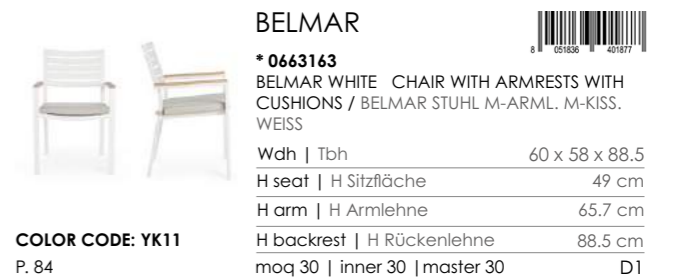 BELMAR
8 051836 401877
* 0663163
BELMAR WHITE CHAIR WITH ARMRESTS WITH
CUSHIONS / BELMAR STUHL M-ARML. M-KISS.
WEISS
Wdh | Tbh 60 x 58 x 88.5
H seat | H Sitzfläche 49 cm
H arm | H Armlehne 65.7 cm
H backrest | H Rückenlehne 88.5 cm
moq 30 | inner 30 |master 30 D1
COLOR CODE: YK11
P. 84